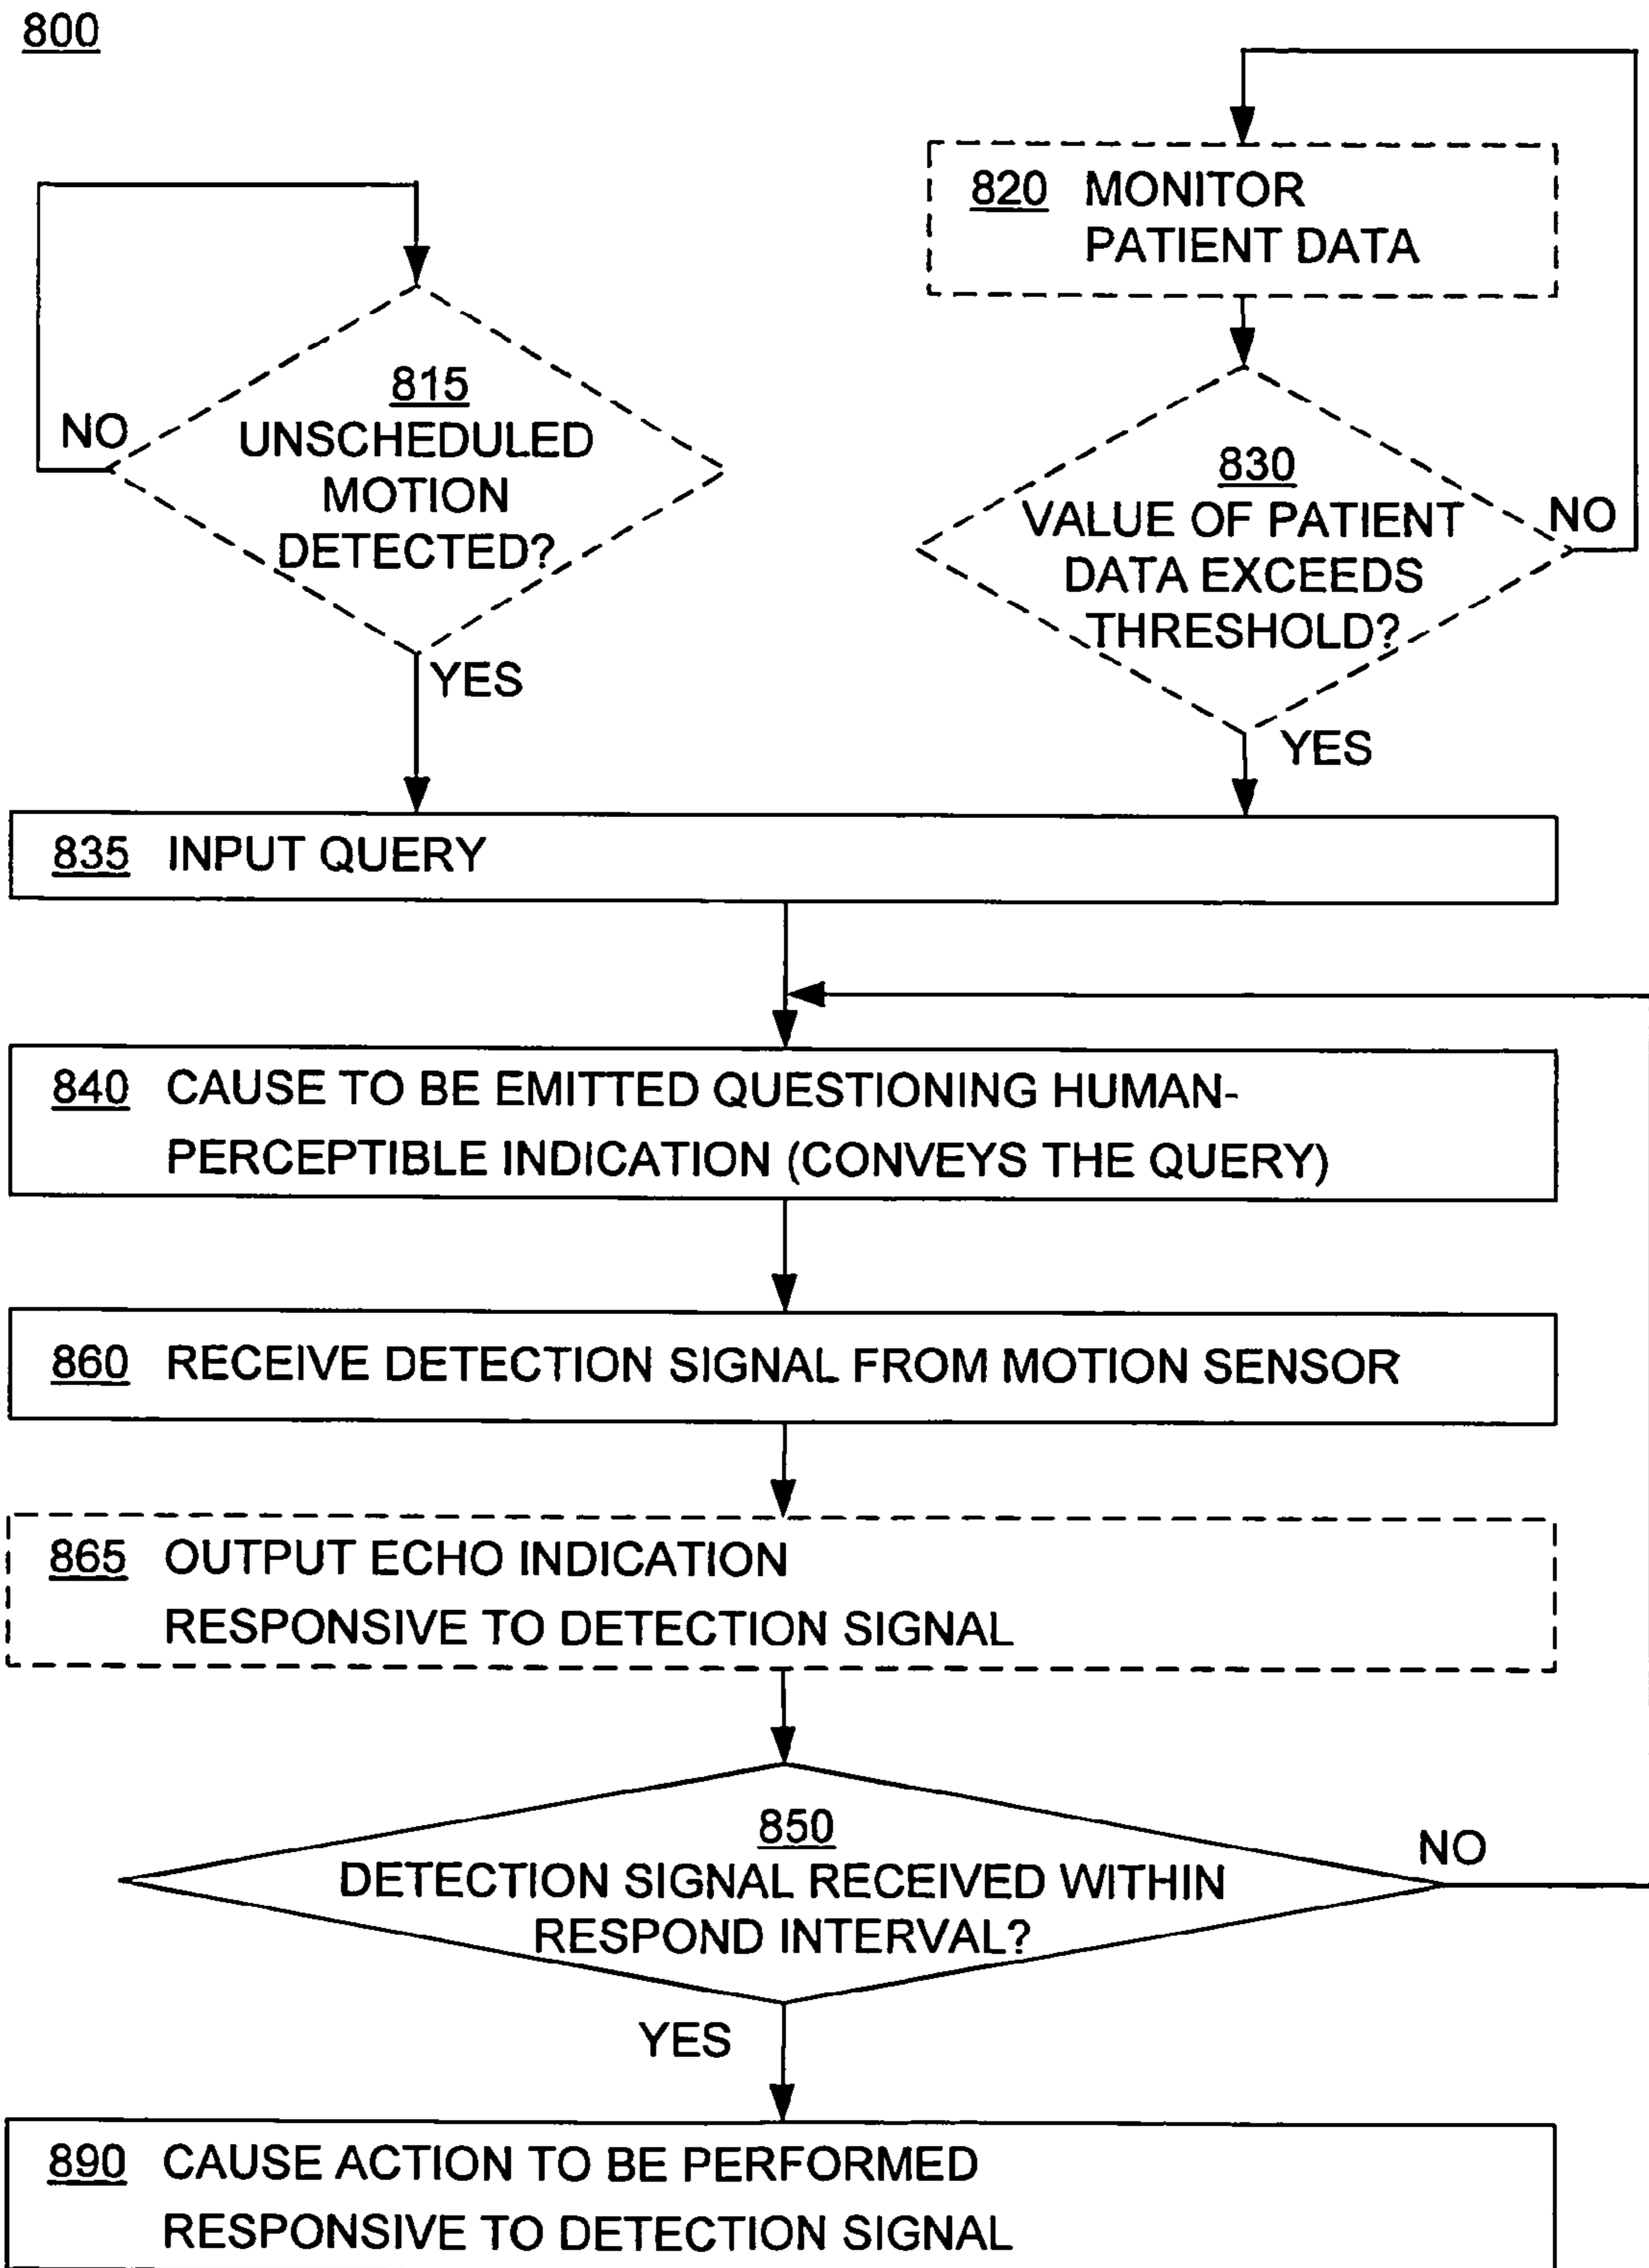 800
820 MONITOR
PATIENT DATA
815
UNSCHEDULED
MOTION
DETECTED?
NO
YES
830
VALUE OF PATIENT
DATA EXCEEDS
THRESHOLD?
NO
YES
835 INPUT QUERY
840 CAUSE TO BE EMITTED QUESTIONING HUMAN-
PERCEPTIBLE INDICATION (CONVEYS THE QUERY)
860 RECEIVE DETECTION SIGNAL FROM MOTION SENSOR
865 OUTPUT ECHO INDICATION
RESPONSIVE TO DETECTION SIGNAL
850
DETECTION SIGNAL RECEIVED WITHIN
RESPOND INTERVAL?
NO
YES
890 CAUSE ACTION TO BE PERFORMED
RESPONSIVE TO DETECTION SIGNAL